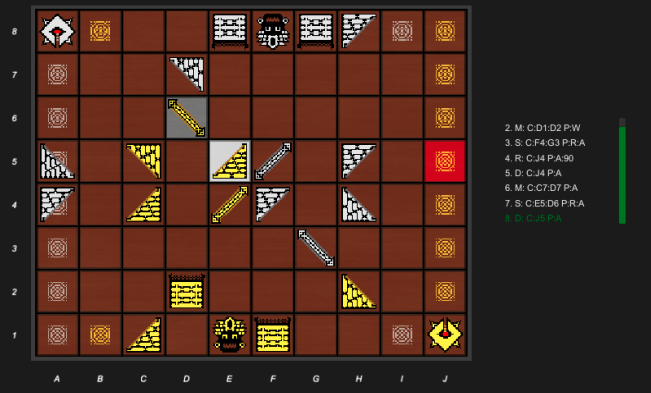 8
7
6
5
4
3
2
1
A B C D E F G H I J
2. M: C:D1:D2 P:W
3. S: C:F4:G3 P:R:A
4. R: C:J4 P:A:90
5. D: C:J4 P:A
6. M: C:C7:D7 P:A
7. S: C:E5:D6 P:R:A
8. D: C:J5 P:A